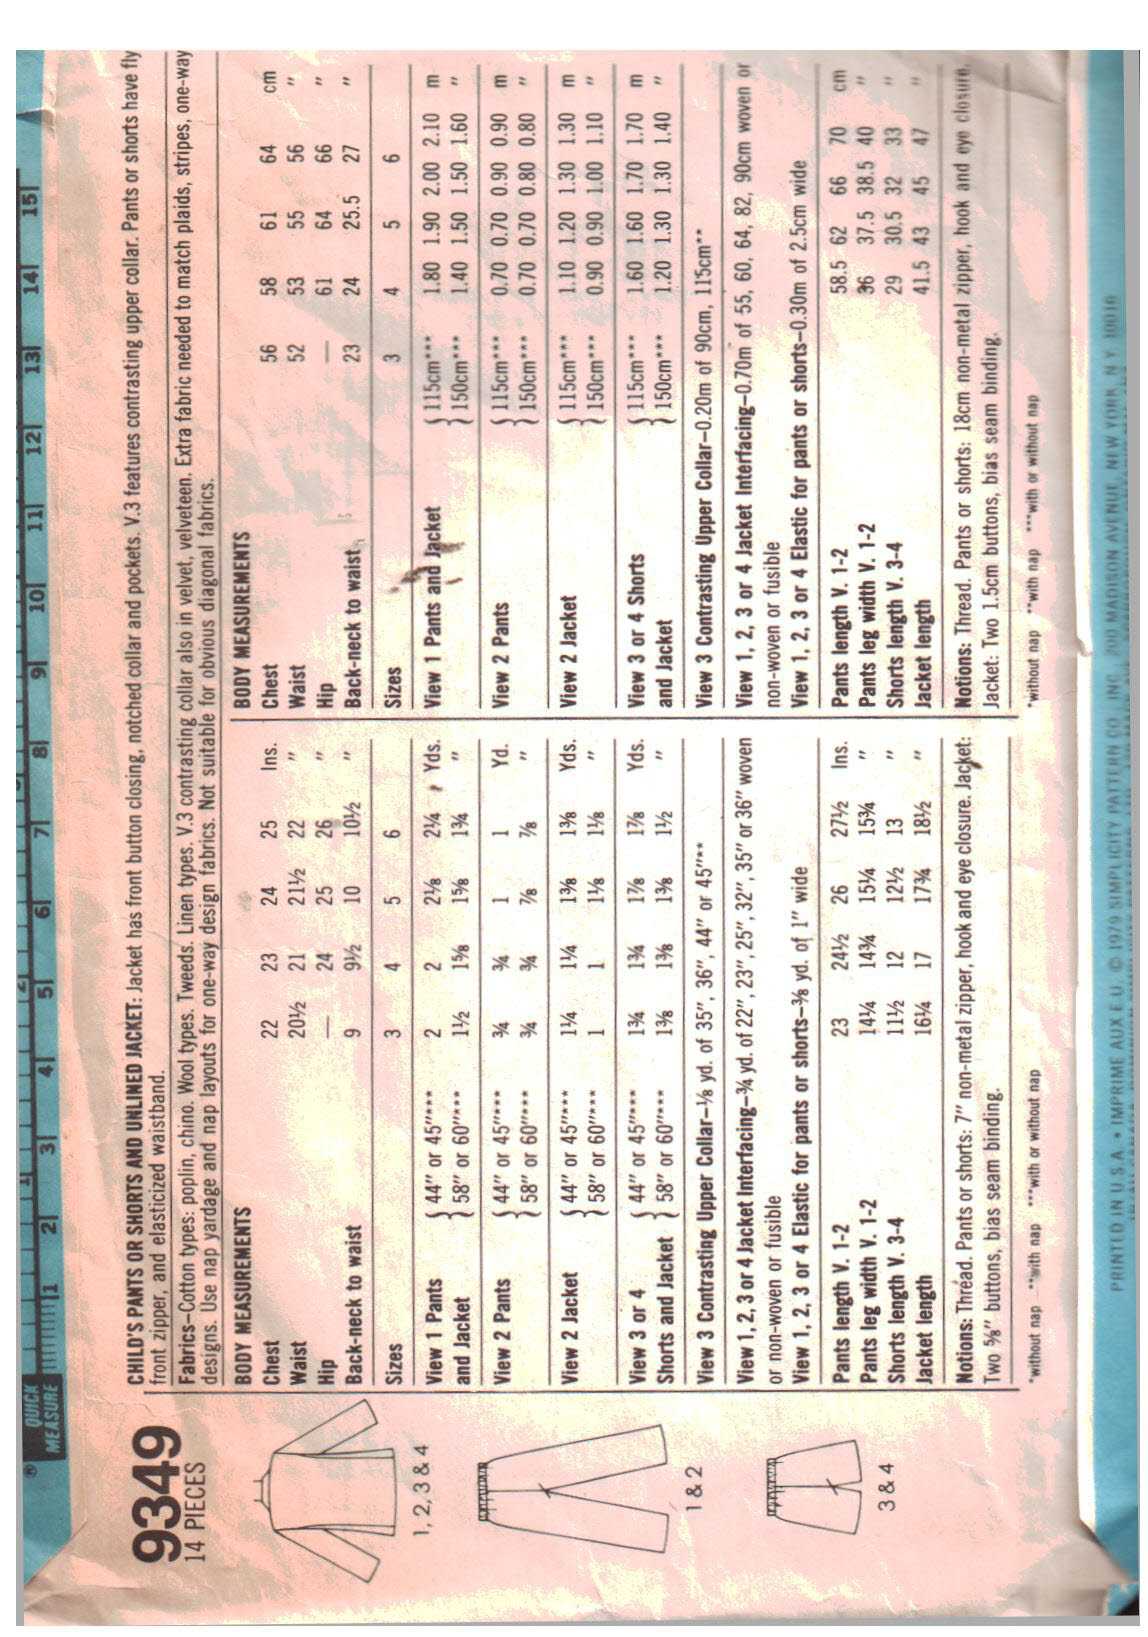 QUICK
MEASURE
®
1 2 3 4 5 6 7 8 9 10 11 12 13 14 15
9349
14 PIECES
1, 2, 3 & 4
1 & 2
3 & 4
CHILD'S PANTS OR SHORTS AND UNLINED JACKET: Jacket has front button closing, notched collar and pockets. V.3 features contrasting upper collar. Pants or shorts have fly
front zipper, and elasticized waistband.
Fabrics–Cotton types: poplin, chino. Wool types. Tweeds. Linen types. V.3 contrasting collar also in velvet, velveteen. Extra fabric needed to match plaids, stripes, one-way
designs. Use nap yardage and nap layouts for one-way design fabrics. Not suitable for obvious diagonal fabrics.
BODY MEASUREMENTS
Chest 22 23 24 25 Ins.
Waist 20½ 21 21½ 22 "
Hip — 24 25 26 "
Back-neck to waist 9 9½ 10 10½ "
Sizes 3 4 5 6
View 1 Pants { 44" or 45"*** 2 2 2⅛ 2¼ Yds.
and Jacket } 58" or 60"*** 1½ 1⅝ 1⅝ 1¾ "
View 2 Pants { 44" or 45"*** ¾ ¾ 1 1 Yd.
} 58" or 60"*** ¾ ¾ ⅞ ⅞ "
View 2 Jacket { 44" or 45"*** 1¼ 1¼ 1⅜ 1⅜ Yds.
} 58" or 60"*** 1 1 1⅛ 1⅛ "
View 3 or 4 { 44" or 45"*** 1¾ 1¾ 1⅞ 1⅞ Yds.
Shorts and Jacket } 58" or 60"*** 1⅜ 1⅜ 1⅜ 1½ "
View 3 Contrasting Upper Collar–⅛ yd. of 35", 36", 44" or 45"**
View 1, 2, 3 or 4 Jacket Interfacing–¾ yd. of 22", 23", 25", 32", 35" or 36" woven
or non-woven or fusible
View 1, 2, 3 or 4 Elastic for pants or shorts–⅜ yd. of 1" wide
Pants length V. 1-2 23 24½ 26 27½ Ins.
Pants leg width V. 1-2 14¼ 14¾ 15¼ 15¾ "
Shorts length V. 3-4 11½ 12 12½ 13 "
Jacket length 16¼ 17 17¾ 18½ "
Notions: Thread. Pants or shorts: 7" non-metal zipper, hook and eye closure. Jacket:
Two ⅝" buttons, bias seam binding.
*without nap **with nap ***with or without nap
BODY MEASUREMENTS
Chest 56 58 61 64 cm
Waist 52 53 55 56 "
Hip — 61 64 66 "
Back-neck to waist 23 24 25.5 27 "
Sizes 3 4 5 6
View 1 Pants and Jacket { 115cm*** 1.80 1.90 2.00 2.10 m
} 150cm*** 1.40 1.50 1.50 1.60 "
View 2 Pants { 115cm*** 0.70 0.70 0.90 0.90 m
} 150cm*** 0.70 0.70 0.80 0.80 "
View 2 Jacket { 115cm*** 1.10 1.20 1.30 1.30 m
} 150cm*** 0.90 0.90 1.00 1.10 "
View 3 or 4 Shorts { 115cm*** 1.60 1.60 1.70 1.70 m
and Jacket } 150cm*** 1.20 1.30 1.30 1.40 "
View 3 Contrasting Upper Collar–0.20m of 90cm, 115cm**
View 1, 2, 3 or 4 Jacket Interfacing–0.70m of 55, 60, 64, 82, 90cm woven or
non-woven or fusible
View 1, 2, 3 or 4 Elastic for pants or shorts–0.30m of 2.5cm wide
Pants length V. 1-2 58.5 62 66 70 cm
Pants leg width V. 1-2 36 37.5 38.5 40 "
Shorts length V. 3-4 29 30.5 32 33 "
Jacket length 41.5 43 45 47 "
Notions: Thread. Pants or shorts: 18cm non-metal zipper, hook and eye closure.
Jacket: Two 1.5cm buttons, bias seam binding.
*without nap **with nap ***with or without nap
PRINTED IN U.S.A. • IMPRIME AUX E.U. © 1979 SIMPLICITY PATTERN CO. INC. 200 MADISON AVENUE, NEW YORK, N.Y. 10016